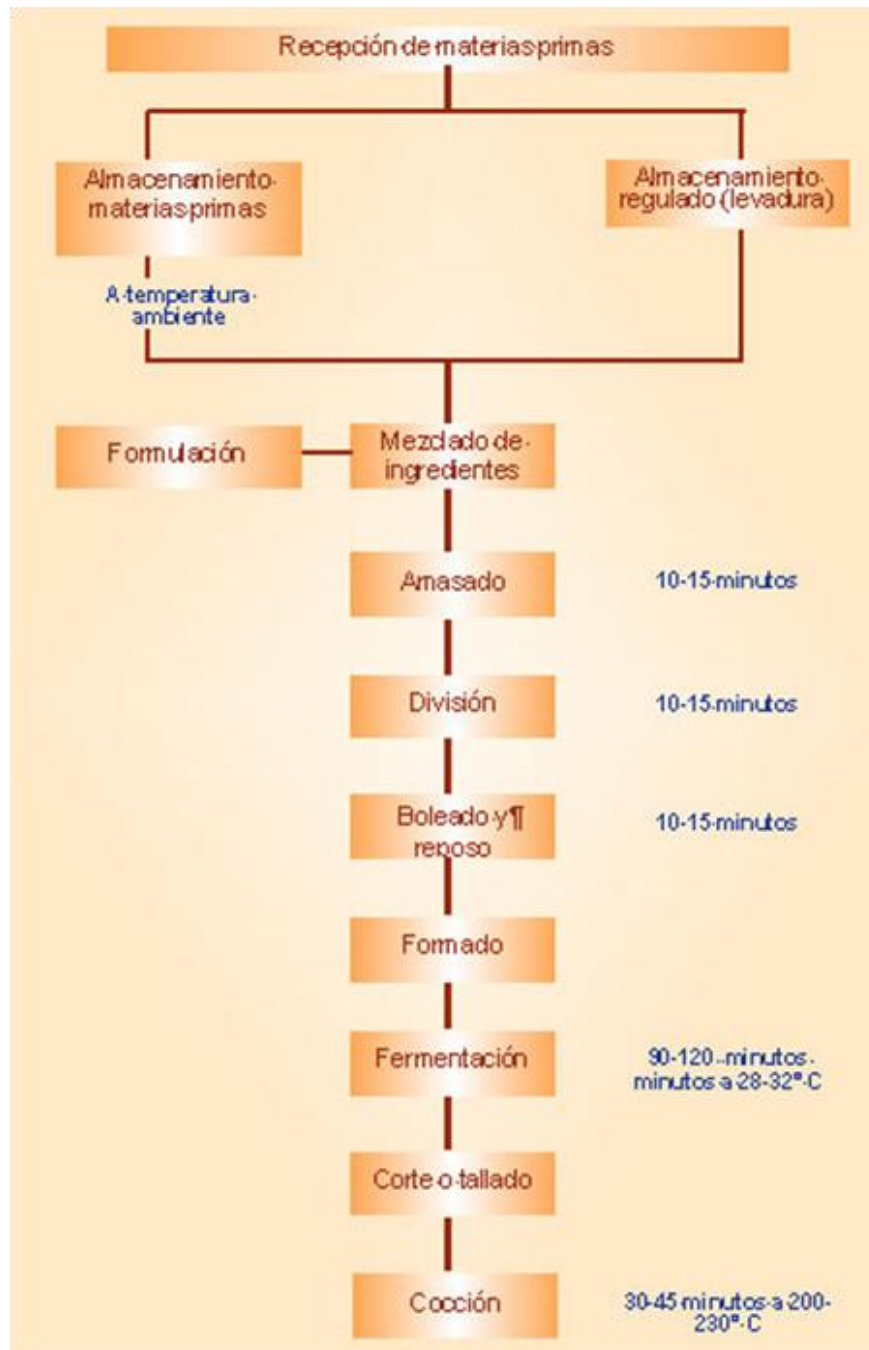 Recepción·de·materias·primas
Almacenamiento·
materias·primas
Almacenamiento·
regulado·(levadura)
A·temperatura·
ambiente
Formulación
Mezclado·de·
ingredientes
Amasado
10-15·minutos
División
10-15·minutos
Boleado·y¶
reposo
10-15·minutos
Formado
Fermentación
90-120··minutos·
minutos·a·28-32°·C
Corte·o·tallado
Cocción
30-45·minutos·a·200-
230°·C